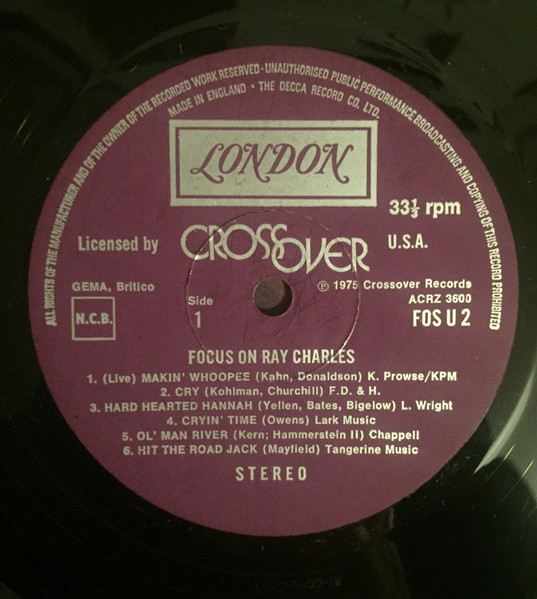 ALL RIGHTS OF THE MANUFACTURER AND OF THE OWNER OF THE RECORDED WORK RESERVED · UNAUTHORISED PUBLIC PERFORMANCE BROADCASTING AND COPYING OF THIS RECORD PROHIBITED
MADE IN ENGLAND · THE DECCA RECORD CO. LTD.
LONDON
33⅓ rpm
Licensed by CROSSOVER U.S.A.
GEMA, Britico
℗ 1975 Crossover Records
N.C.B.
Side
1
ACRZ 3600
FOS U 2
FOCUS ON RAY CHARLES
1. (Live) MAKIN' WHOOPEE (Kahn, Donaldson) K. Prowse/KPM
2. CRY (Kohlman, Churchill) F.D. & H.
3. HARD HEARTED HANNAH (Yellen, Bates, Bigelow) L. Wright
4. CRYIN' TIME (Owens) Lark Music
5. OL' MAN RIVER (Kern; Hammerstein II) Chappell
6. HIT THE ROAD JACK (Mayfield) Tangerine Music
STEREO